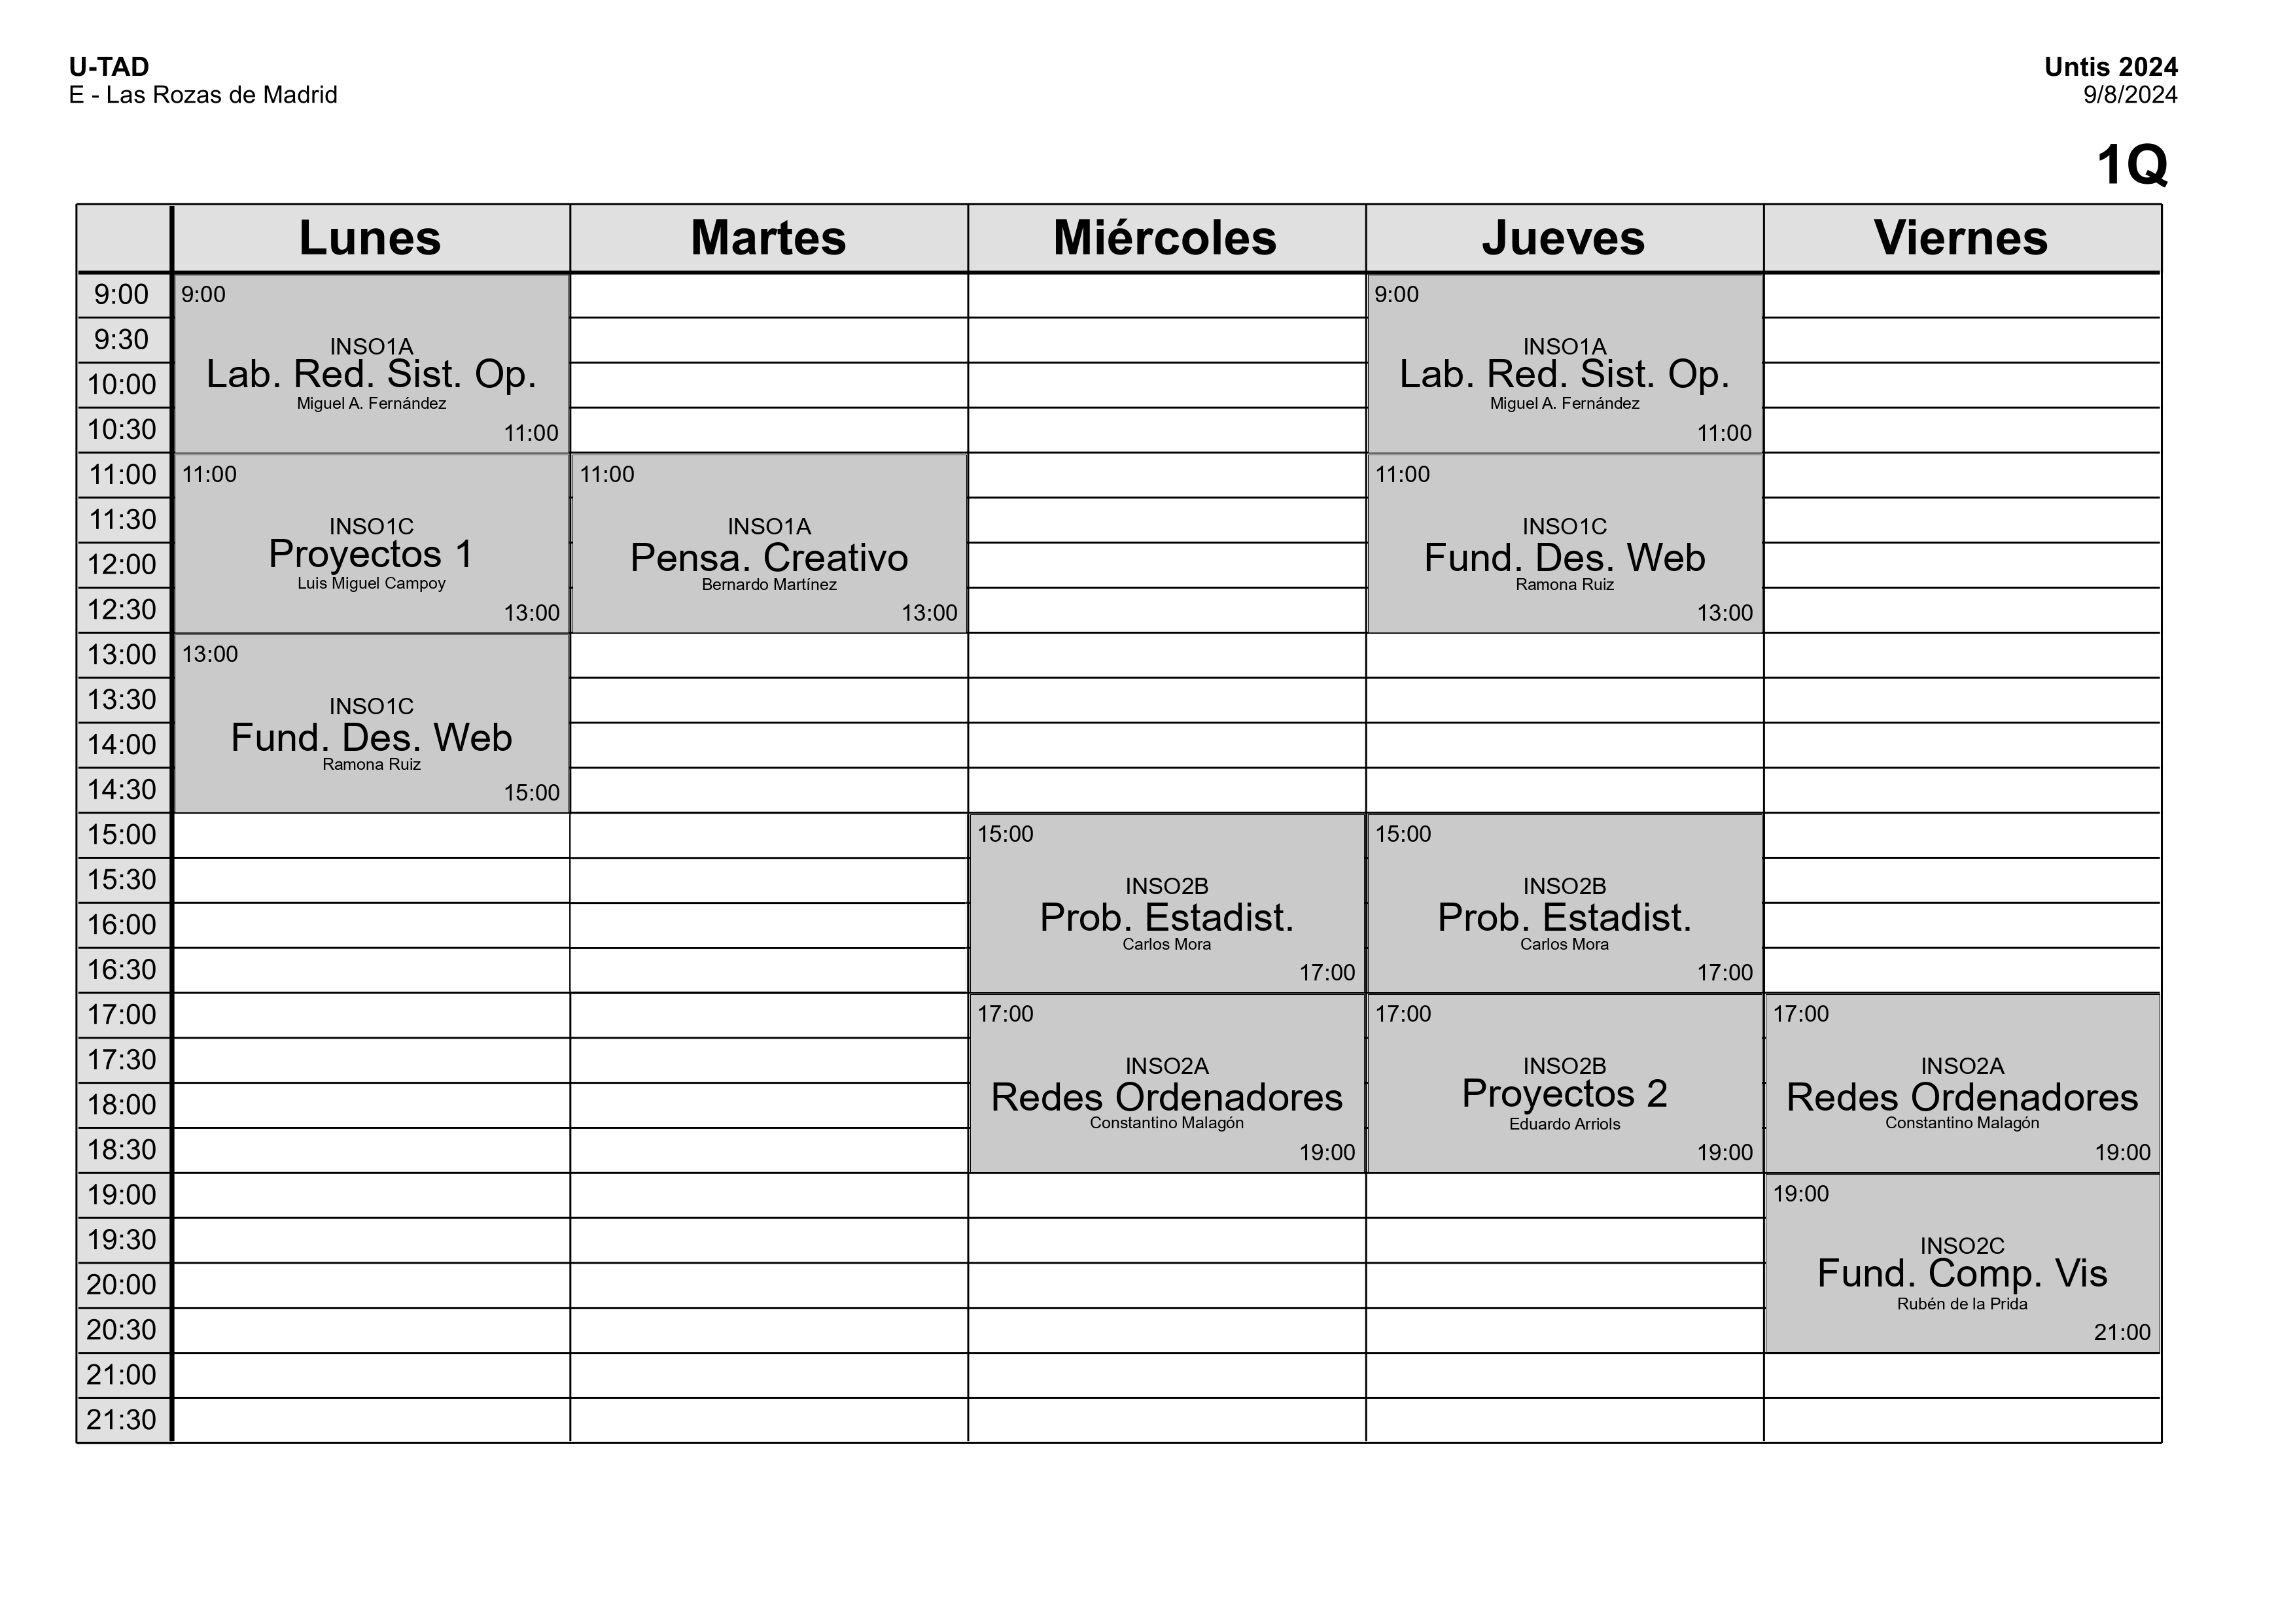 U-TAD
E - Las Rozas de Madrid
Untis 2024
9/8/2024
1Q
Lunes
Martes
Miércoles
Jueves
Viernes
9:00
9:30
10:00
10:30
11:00
11:30
12:00
12:30
13:00
13:30
14:00
14:30
15:00
15:30
16:00
16:30
17:00
17:30
18:00
18:30
19:00
19:30
20:00
20:30
21:00
21:30
9:00
INSO1A
Lab. Red. Sist. Op.
Miguel A. Fernández
11:00
11:00
INSO1C
Proyectos 1
Luis Miguel Campoy
13:00
13:00
INSO1C
Fund. Des. Web
Ramona Ruiz
15:00
11:00
INSO1A
Pensa. Creativo
Bernardo Martínez
13:00
15:00
INSO2B
Prob. Estadist.
Carlos Mora
17:00
17:00
INSO2A
Redes Ordenadores
Constantino Malagón
19:00
9:00
INSO1A
Lab. Red. Sist. Op.
Miguel A. Fernández
11:00
11:00
INSO1C
Fund. Des. Web
Ramona Ruiz
13:00
15:00
INSO2B
Prob. Estadist.
Carlos Mora
17:00
17:00
INSO2B
Proyectos 2
Eduardo Arriols
19:00
17:00
INSO2A
Redes Ordenadores
Constantino Malagón
19:00
19:00
INSO2C
Fund. Comp. Vis
Rubén de la Prida
21:00